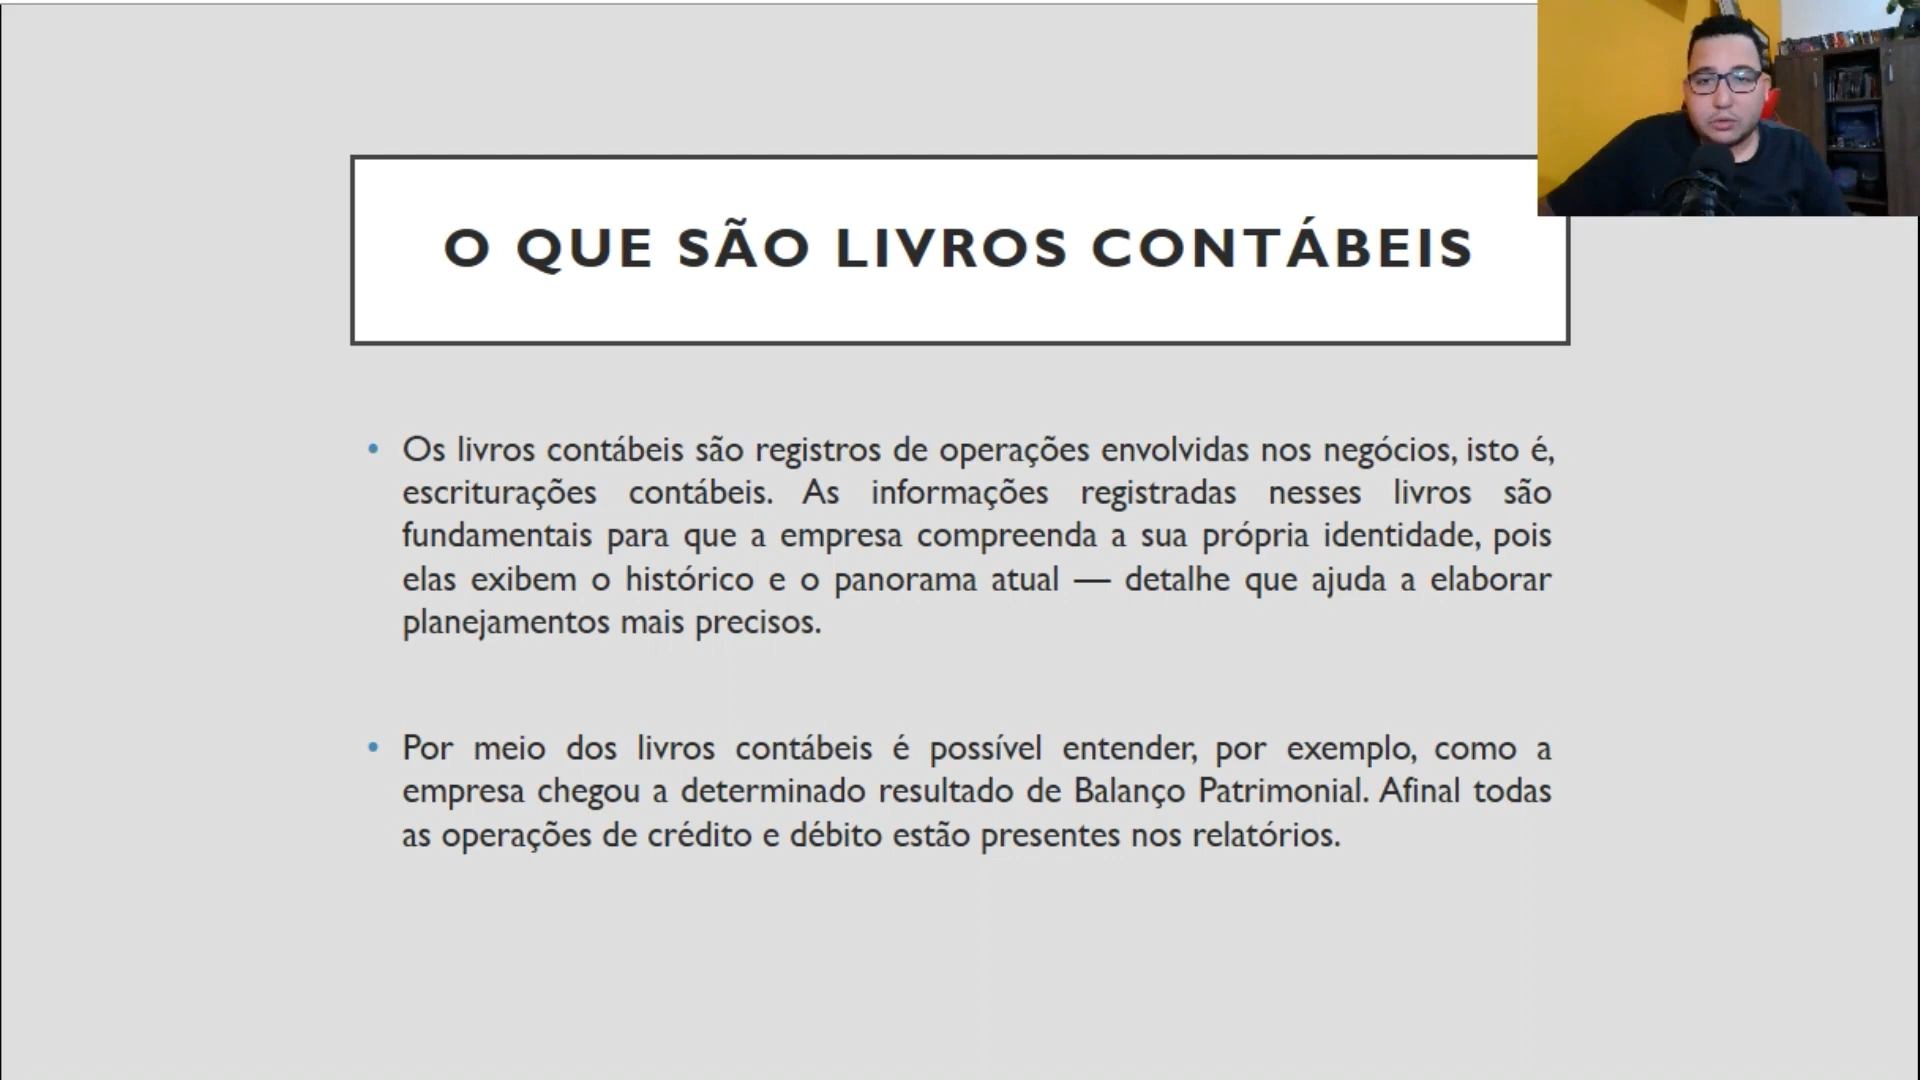 O QUE SÃO LIVROS CONTÁBEIS
• Os livros contábeis são registros de operações envolvidas nos negócios, isto é,
escriturações contábeis. As informações registradas nesses livros são
fundamentais para que a empresa compreenda a sua própria identidade, pois
elas exibem o histórico e o panorama atual — detalhe que ajuda a elaborar
planejamentos mais precisos.
• Por meio dos livros contábeis é possível entender, por exemplo, como a
empresa chegou a determinado resultado de Balanço Patrimonial. Afinal todas
as operações de crédito e débito estão presentes nos relatórios.